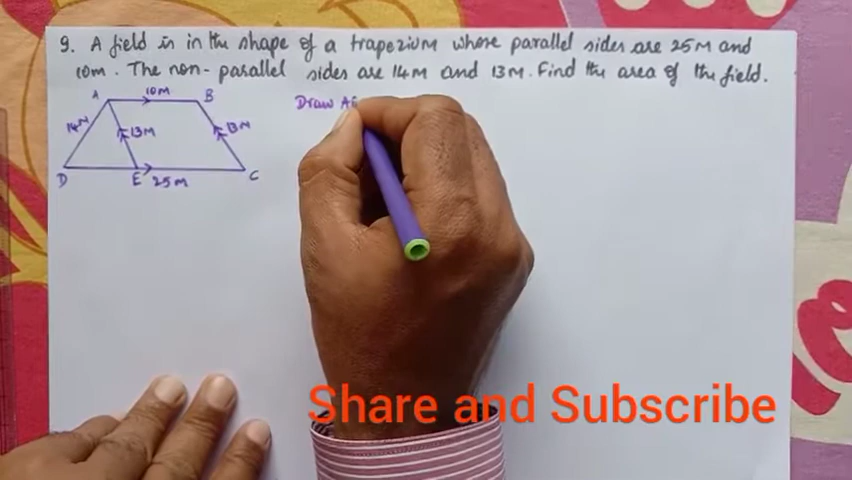 9. A field is in the shape of a trapezium whose parallel sides are 25M and
10m. The non-parallel sides are 14M and 13M. Find the area of the field.
A 10M B
14M 13M 13M
D E 25M C
Draw AE
Share and Subscribe